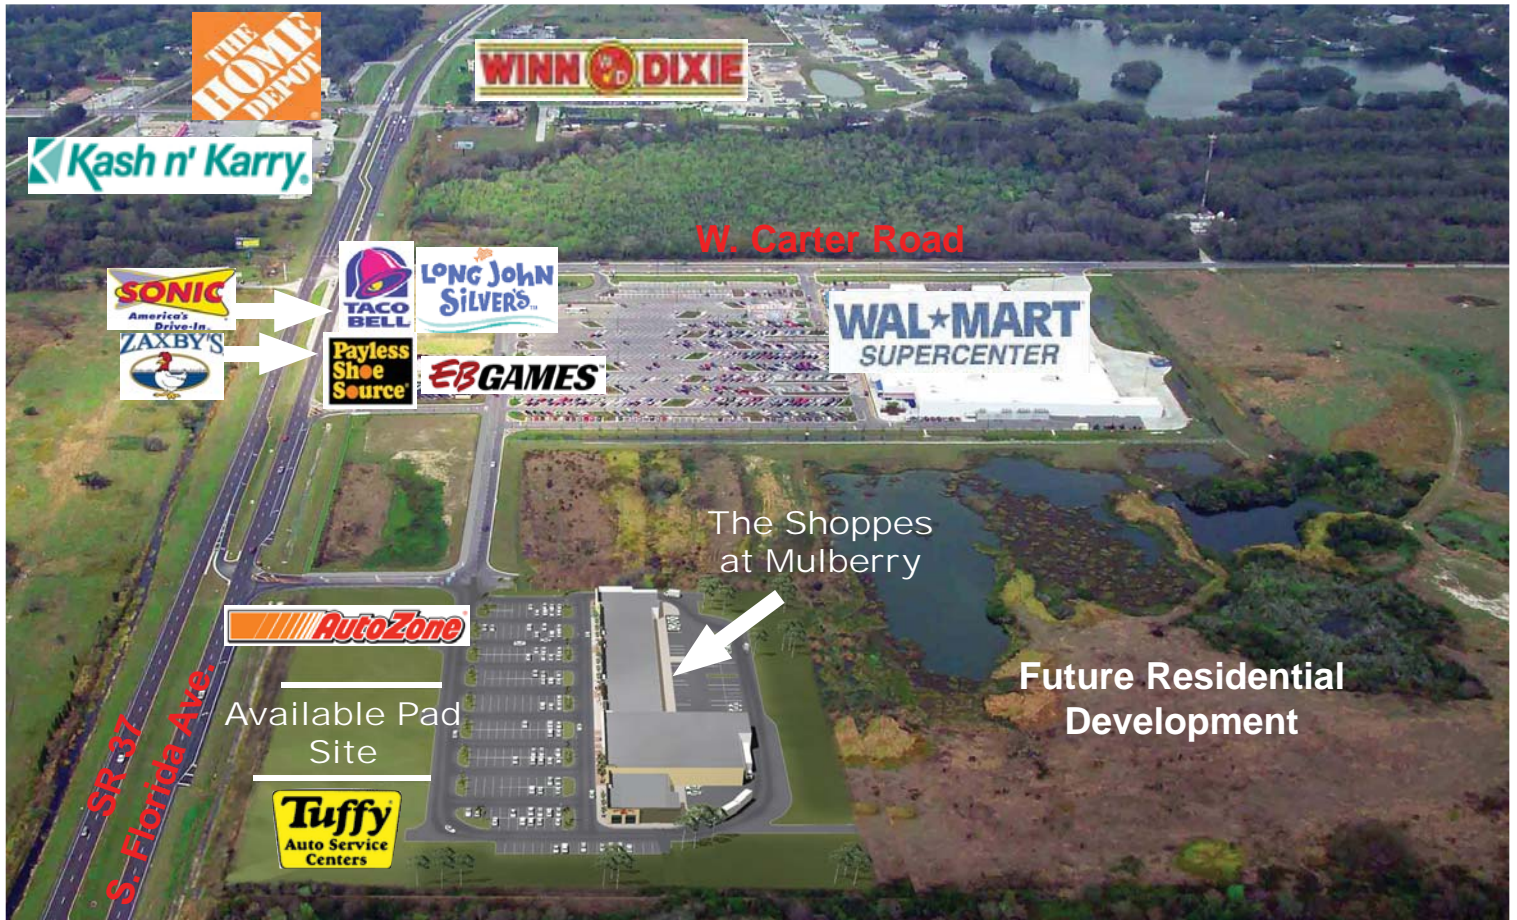 THE
HOME
DEPOT
WINN DIXIE
Kash n' Karry
W. Carter Road
SONIC
America's
Drive-In
TACO
BELL
LONG JOHN
SILVER'S
WAL★MART
SUPERCENTER
ZAXBY'S
Payless
Shoe
Source
EB GAMES
The Shoppes
at Mulberry
AutoZone
Available Pad
Site
Future Residential
Development
SR 37
S. Florida Ave.
Tuffy
Auto Service
Centers